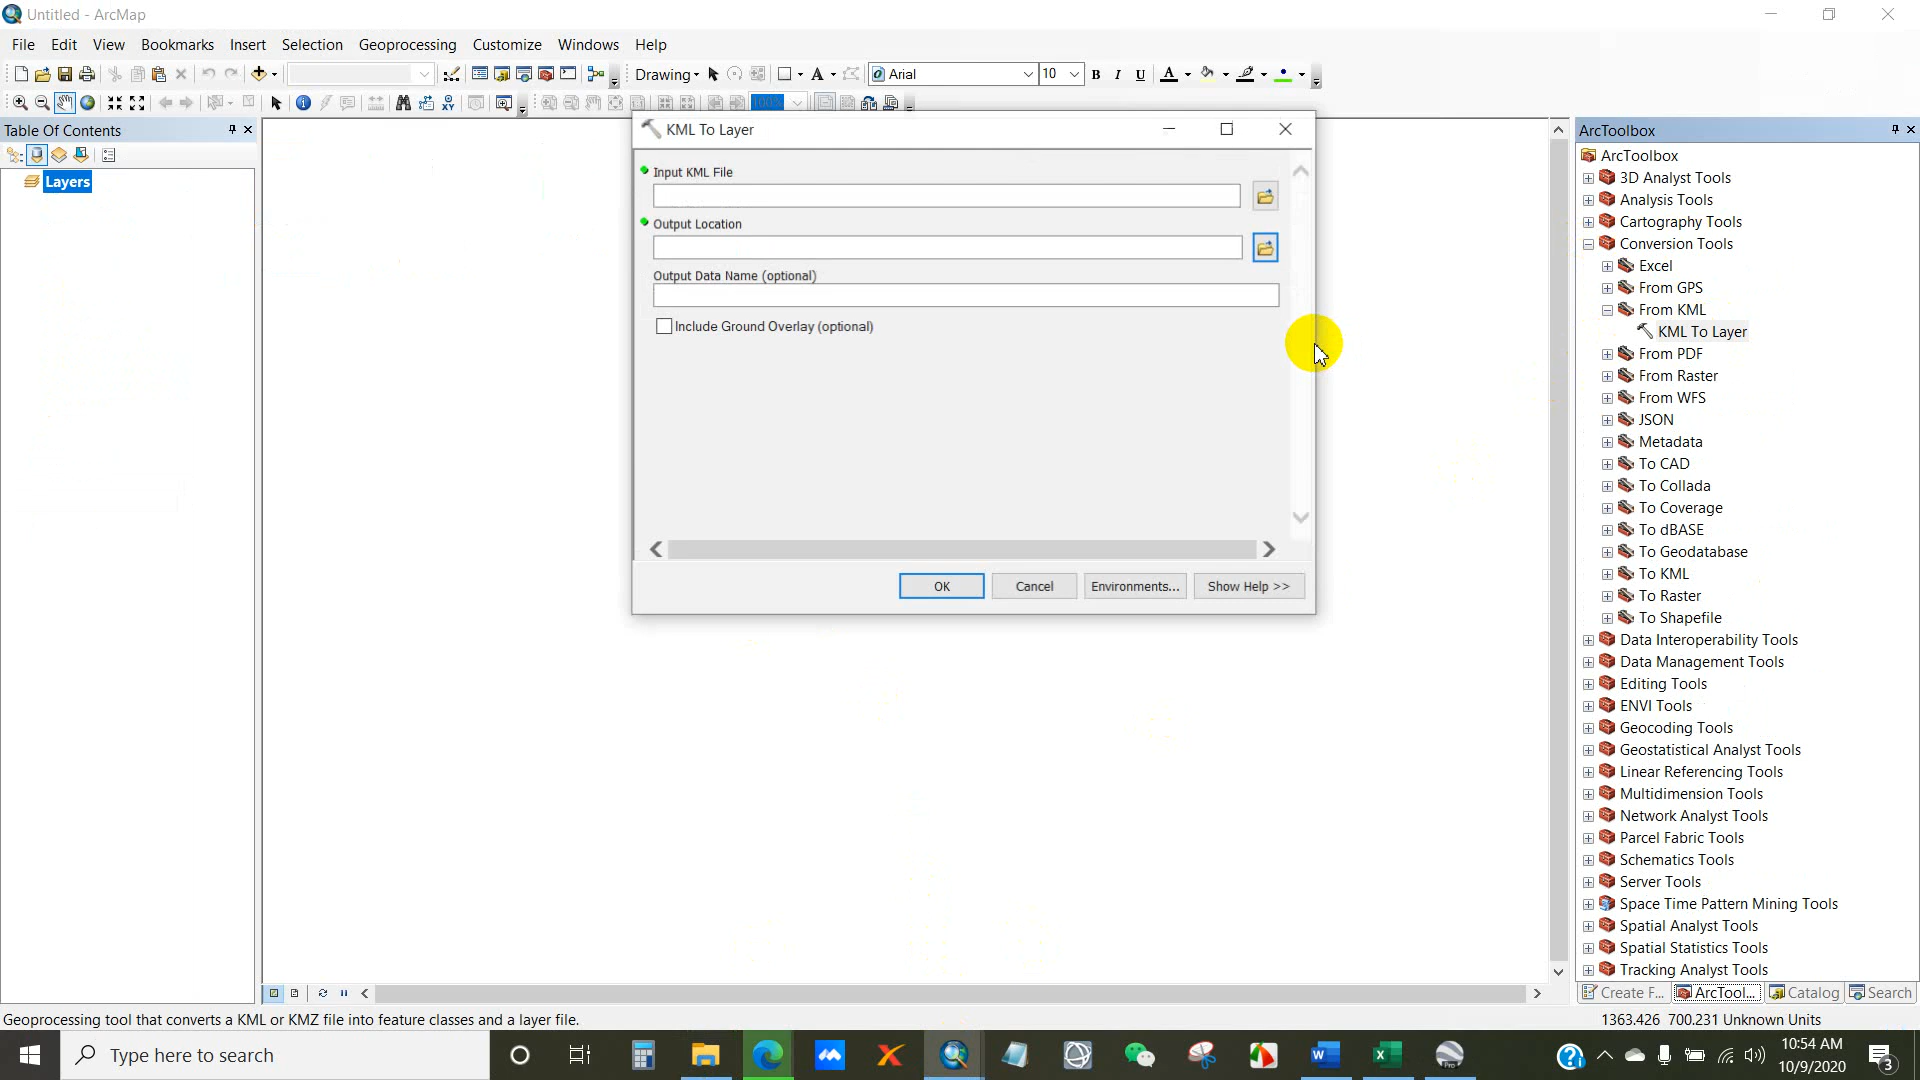 Untitled - ArcMap
File Edit View Bookmarks Insert Selection Geoprocessing Customize Windows Help
Drawing Arial 10 B I U A
100%
Table Of Contents
Layers
KML To Layer
Input KML File
Output Location
Output Data Name (optional)
Include Ground Overlay (optional)
OK Cancel Environments... Show Help >>
ArcToolbox
ArcToolbox
3D Analyst Tools
Analysis Tools
Cartography Tools
Conversion Tools
Excel
From GPS
From KML
KML To Layer
From PDF
From Raster
From WFS
JSON
Metadata
To CAD
To Collada
To Coverage
To dBASE
To Geodatabase
To KML
To Raster
To Shapefile
Data Interoperability Tools
Data Management Tools
Editing Tools
ENVI Tools
Geocoding Tools
Geostatistical Analyst Tools
Linear Referencing Tools
Multidimension Tools
Network Analyst Tools
Parcel Fabric Tools
Schematics Tools
Server Tools
Space Time Pattern Mining Tools
Spatial Analyst Tools
Spatial Statistics Tools
Tracking Analyst Tools
Create F... ArcTool... Catalog Search
Geoprocessing tool that converts a KML or KMZ file into feature classes and a layer file.
1363.426 700.231 Unknown Units
Type here to search
10:54 AM
10/9/2020
3